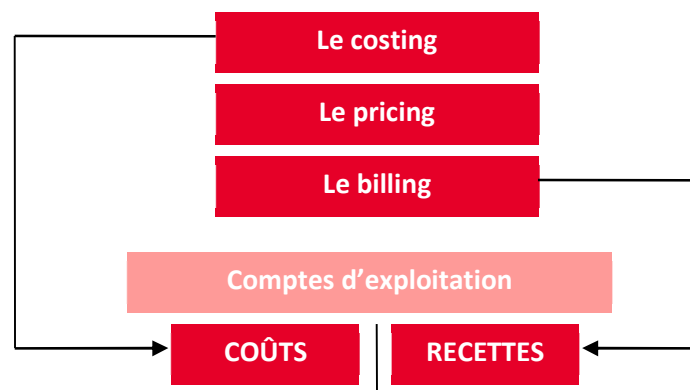 Le costing
Le pricing
Le billing
Comptes d’exploitation
COÛTS
RECETTES